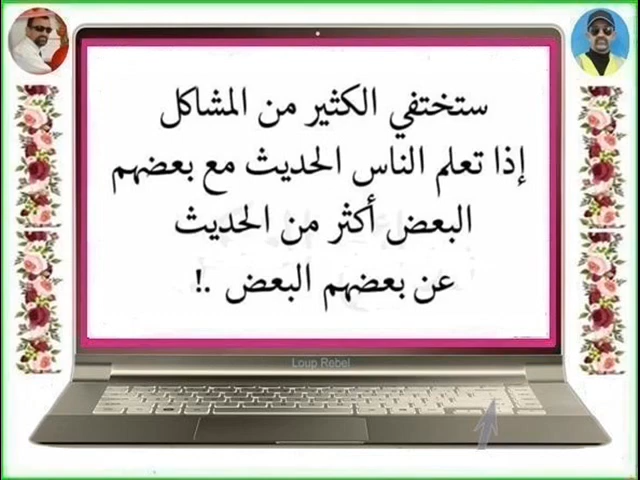 ستختفي الكثير من المشاكل
إذا تعلم الناس الحديث مع بعضهم
البعض أكثر من الحديث
عن بعضهم البعض .!
Loup Rebel